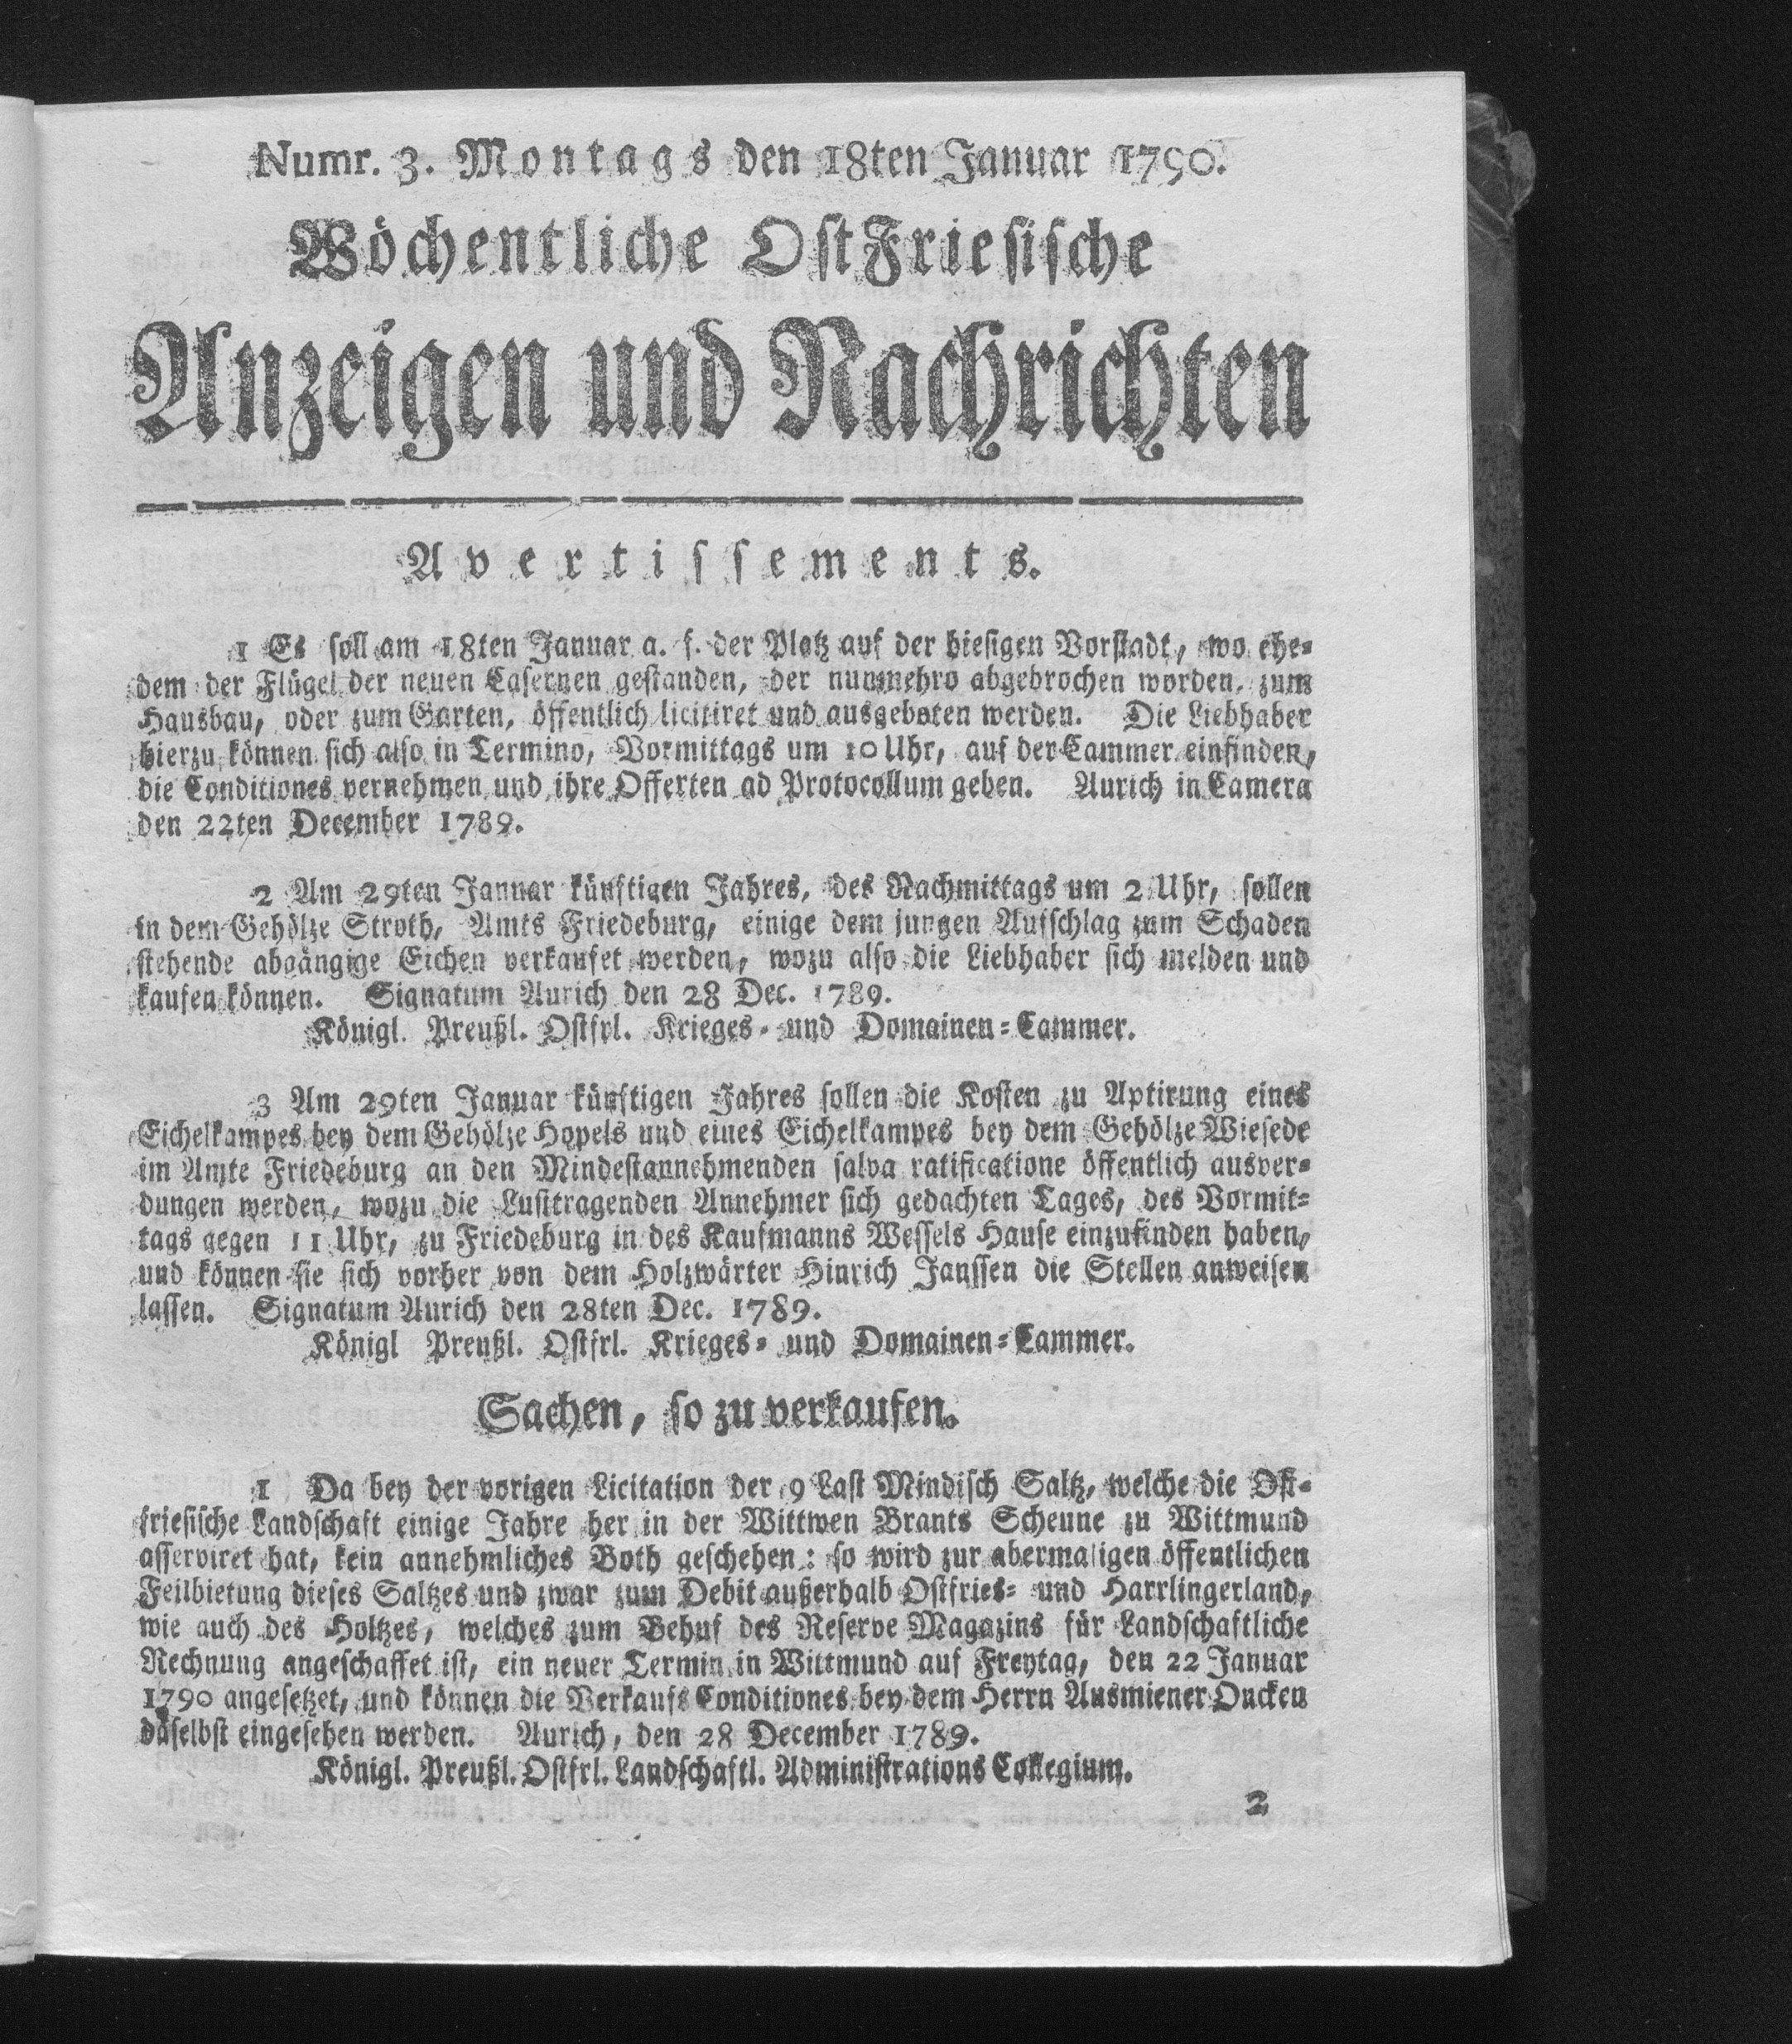 Numr. 3. Montags den 18ten Januar 1790.
Wöchentliche OstFriesische
Anzeigen und Nachrichten
Avertissements.
1 Es soll am 18ten Januar a. f. der Platz auf der hiesigen Vorstadt, wo ehe-
dem der Flügel der neuen Casernen gestanden, der nunmehro abgebrochen worden, zum
Hausbau, oder zum Garten, öffentlich licitiret und ausgeboten werden. Die Liebhaber
hierzu können sich also in Termino, Vormittags um 10 Uhr, auf der Cammer einfinden,
die Conditiones vernehmen und ihre Offerten ad Protocollum geben. Aurich in Camera
den 22ten December 1789.
2 Am 29ten Januar künftigen Jahres, des Nachmittags um 2 Uhr, sollen
in dem Gehölze Stroth, Amts Friedeburg, einige dem jungen Aufschlag zum Schaden
stehende abgängige Eichen verkaufet werden, wozu also die Liebhaber sich melden und
kaufen können. Signatum Aurich den 28 Dec. 1789.
Königl. Preußl. Ostfrl. Krieges- und Domainen-Cammer.
3 Am 29ten Januar künftigen Jahres sollen die Kosten zu Aptirung eines
Eichelkampes bey dem Gehölze Hopels und eines Eichelkampes bey dem Gehölze Wiesede
im Amte Friedeburg an den Mindestannehmenden salva ratificatione öffentlich ausver-
dungen werden, wozu die Lusttragenden Annehmer sich gedachten Tages, des Vormit-
tags gegen 11 Uhr, zu Friedeburg in des Kaufmanns Wessels Hause einzufinden haben,
und können sie sich vorher von dem Holzwärter Hinrich Janssen die Stellen anweisen
lassen. Signatum Aurich den 28ten Dec. 1789.
Königl Preußl. Ostfrl. Krieges- und Domainen-Cammer.
Sachen, so zu verkaufen.
1 Da bey der vorigen Licitation der 9 Last Mindisch Saltz, welche die Ost-
friesische Landschaft einige Jahre her in der Wittwen Brants Scheune zu Wittmund
asserviret hat, kein annehmliches Both geschehen: so wird zur abermaligen öffentlichen
Feilbietung dieses Saltzes und zwar zum Debit außerhalb Ostfries- und Harrlingerland,
wie auch des Holtzes, welches zum Behuf des Reserve Magazins für Landschaftliche
Rechnung angeschaffet ist, ein neuer Termin in Wittmund auf Freytag, den 22 Januar
1790 angesetzet, und können die Verkaufs Conditiones bey dem Herrn Ausmiener Oncken
daselbst eingesehen werden. Aurich, den 28 December 1789.
Königl. Preußl. Ostfrl. Landschaftl. Administrations Collegium.
2